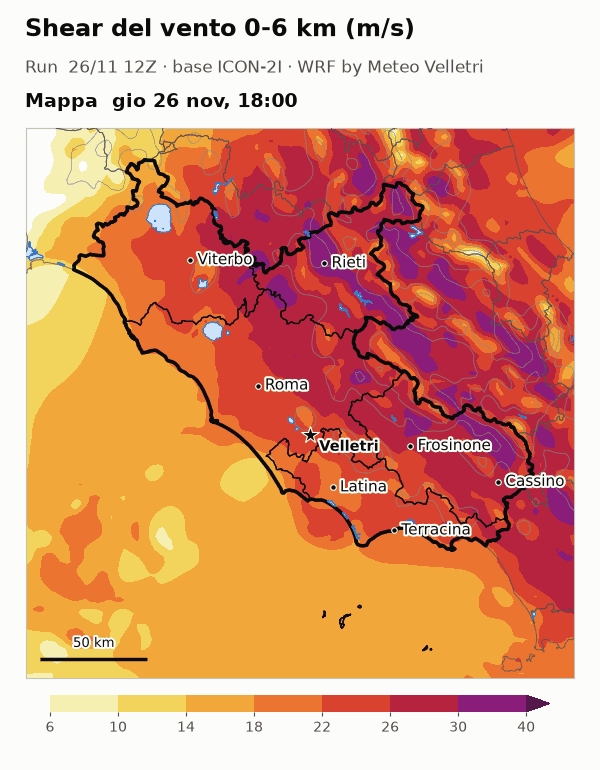 Shear del vento 0-6 km (m/s)
Run  26/11 12Z · base ICON-2I · WRF by Meteo Velletri
Mappa  gio 26 nov, 18:00
Viterbo
Rieti
Roma
Velletri
Frosinone
Latina
Cassino
Terracina
50 km
6 10 14 18 22 26 30 40